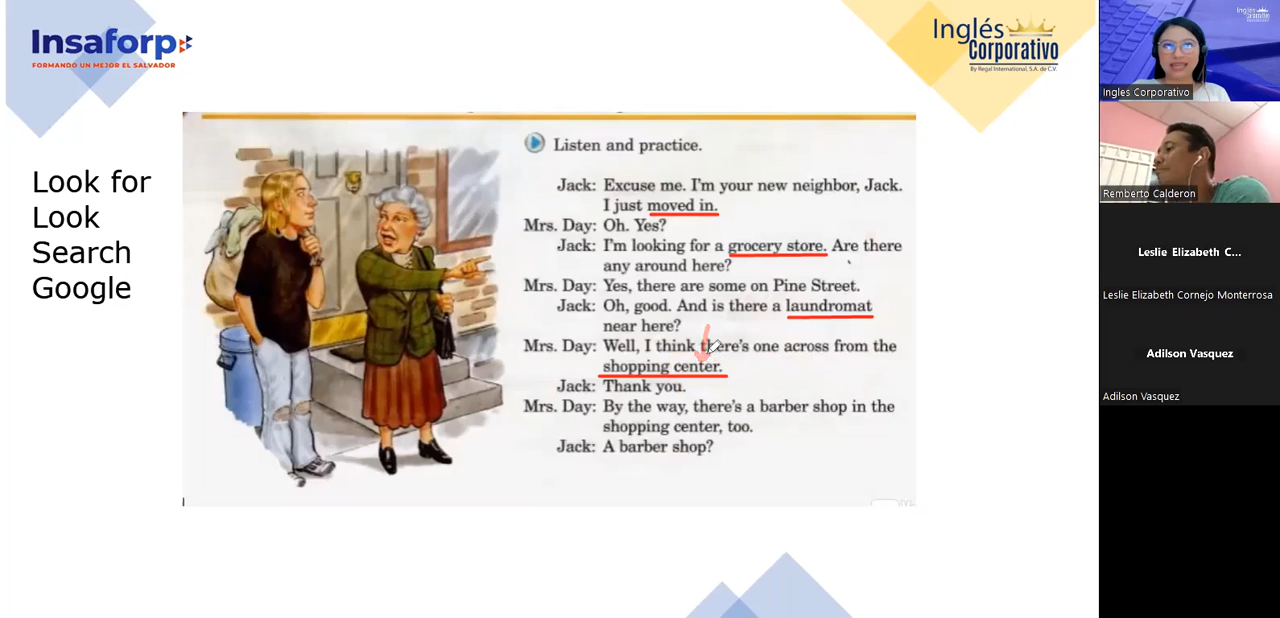 Insaforp
FORMANDO UN MEJOR EL SALVADOR
Inglés
Corporativo
By Regal International, S.A. de C.V.
Look for
Look
Search
Google
Listen and practice.
Jack: Excuse me. I'm your new neighbor, Jack.
I just moved in.
Mrs. Day: Oh. Yes?
Jack: I'm looking for a grocery store. Are there
any around here?
Mrs. Day: Yes, there are some on Pine Street.
Jack: Oh, good. And is there a laundromat
near here?
Mrs. Day: Well, I think there's one across from the
shopping center.
Jack: Thank you.
Mrs. Day: By the way, there's a barber shop in the
shopping center, too.
Jack: A barber shop?
Ingles Corporativo
Remberto Calderon
Leslie Elizabeth C...
Leslie Elizabeth Cornejo Monterrosa
Adilson Vasquez
Adilson Vasquez